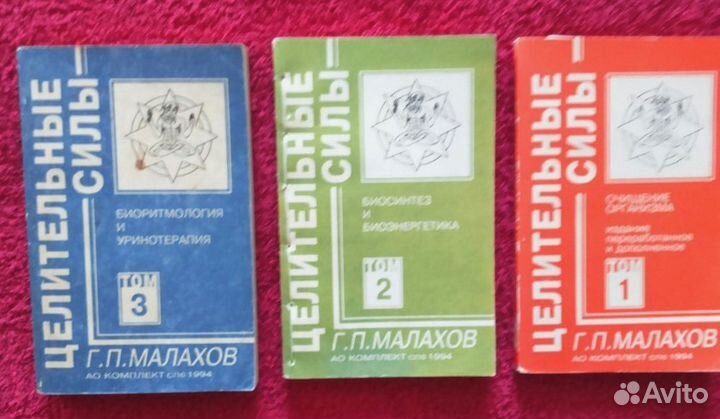 ЦЕЛИТЕЛЬНЫЕ
СИЛЫ
БИОРИТМОЛОГИЯ
И
УРИНОТЕРАПИЯ
ТОМ
3
Г.П.МАЛАХОВ
АО КОМПЛЕКТ СПб 1994
ЦЕЛИТЕЛЬНЫЕ
СИЛЫ
БИОСИНТЕЗ
И
БИОЭНЕРГЕТИКА
ТОМ
2
Г.П.МАЛАХОВ
АО КОМПЛЕКТ СПб 1994
ЦЕЛИТЕЛЬНЫЕ
СИЛЫ
ОЧИЩЕНИЕ
ОРГАНИЗМА
издание
переработанное
и дополненное
ТОМ
1
Г.П.МАЛАХОВ
АО КОМПЛЕКТ СПб 1994
Avito